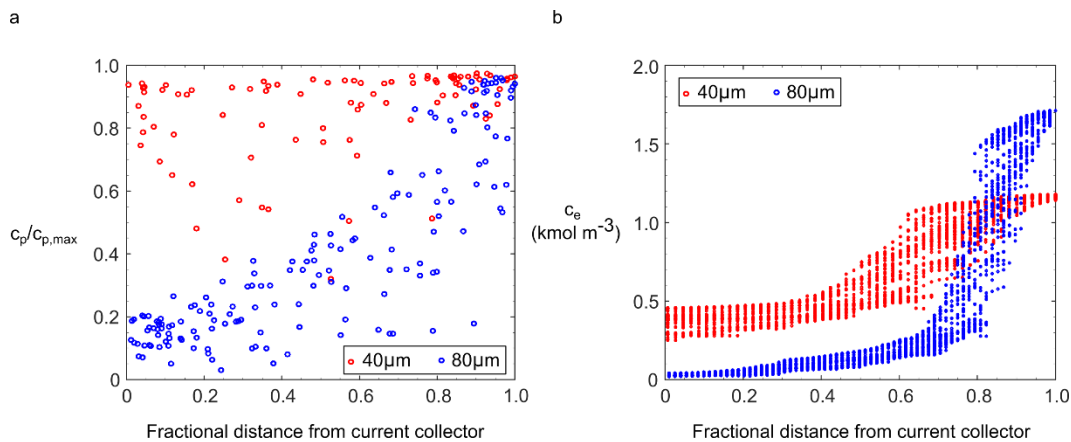 a
b
1.0
0.8
0.6
0.4
0.2
0
c_p/c_p,max
40μm
80μm
0
0.2
0.4
0.6
0.8
1.0
Fractional distance from current collector
2.0
1.5
1.0
0.5
0
c_e
(kmol m⁻³)
40μm
80μm
0
0.2
0.4
0.6
0.8
1.0
Fractional distance from current collector